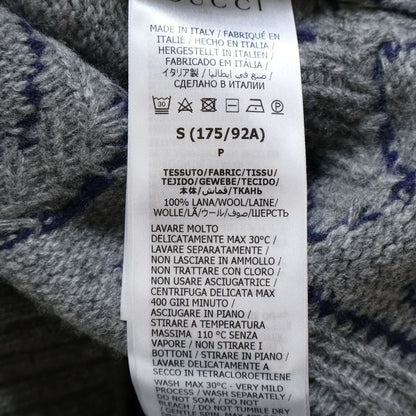 GUCCI
MADE IN ITALY / FABRIQUÉ EN
ITALIE / HECHO EN ITALIA /
HERGESTELLT IN ITALIEN /
FABRICADO EM ITÁLIA /
イタリア製 / صنع في إيطاليا /
СДЕЛАНО В ИТАЛИИ
30
S (175/92A)
P
TESSUTO/FABRIC/TISSU/
TEJIDO/GEWEBE/TECIDO/
本体/قماش/ТКАНЬ
100% LANA/WOOL/LAINE/
WOLLE/LÃ/ウール/صوف/ШЕРСТЬ
LAVARE MOLTO
DELICATAMENTE MAX 30°C /
LAVARE SEPARATAMENTE /
NON LASCIARE IN AMMOLLO /
NON TRATTARE CON CLORO /
NON USARE ASCIUGATRICE /
CENTRIFUGA DELICATA MAX
400 GIRI MINUTO /
ASCIUGARE IN PIANO /
STIRARE A TEMPERATURA
MASSIMA 110 °C SENZA
VAPORE / NON STIRARE I
BOTTONI / STIRARE IN PIANO /
LAVARE DELICATAMENTE A
SECCO IN TETRACLOROETILENE
WASH MAX 30°C - VERY MILD
PROCESS / WASH SEPARATELY /
DO NOT SOAK / DO NOT
BLEACH / DO NOT TUMBLE DRY /
GENTLE SPIN MAX